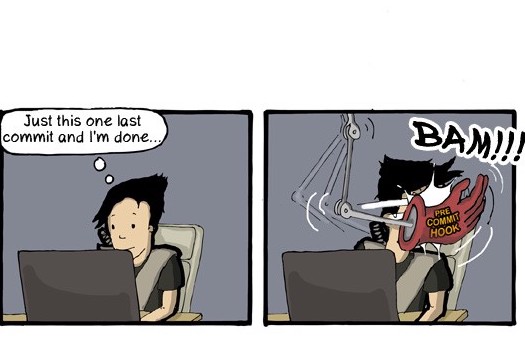 Just this one last
commit and I'm done...
BAM!!!
PRE
COMMIT
HOOK